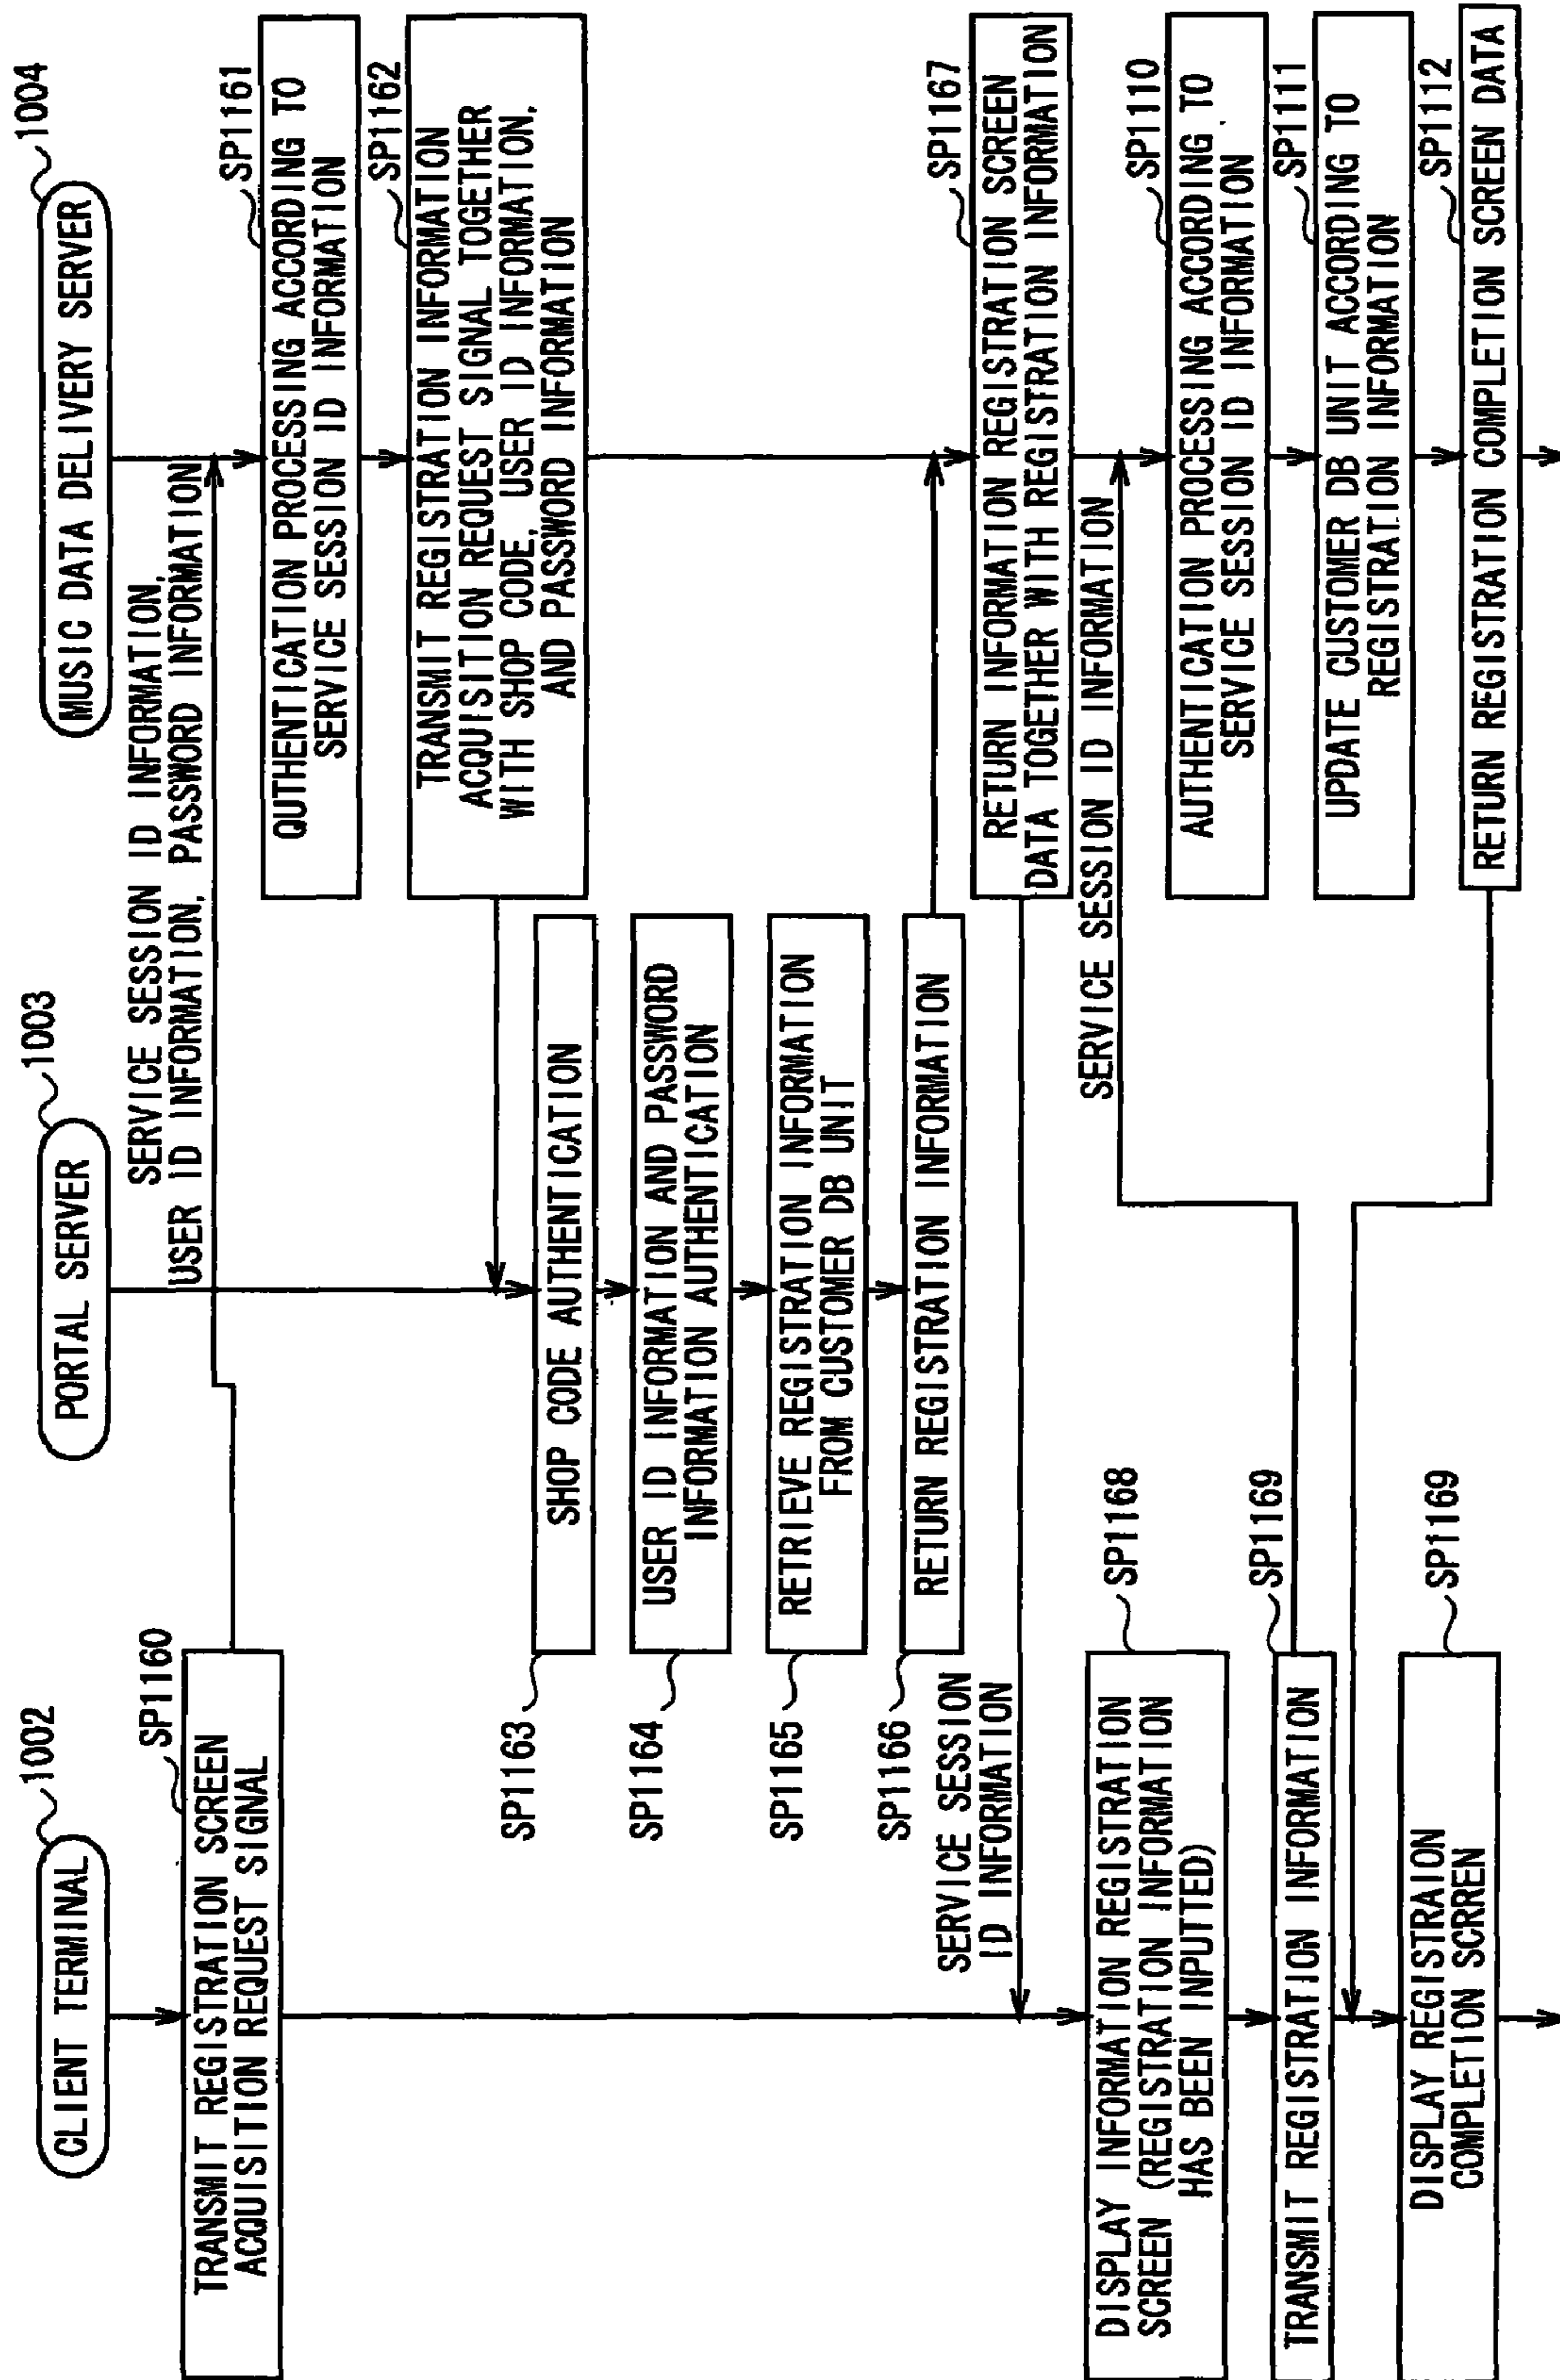 CLIENT TERMINAL
1002
PORTAL SERVER
1003
MUSIC DATA DELIVERY SERVER
1004
SP1160
TRANSMIT REGISTRATION SCREEN
ACQUISITION REQUEST SIGNAL
SERVICE SESSION ID INFORMATION,
USER ID INFORMATION, PASSWORD INFORMATION
SP1161
QUTHENTICATION PROCESSING ACCORDING TO
SERVICE SESSION ID INFORMATION
SP1162
TRANSMIT REGISTRATION INFORMATION
ACQUISITION REQUEST SIGNAL TOGETHER
WITH SHOP CODE, USER ID INFORMATION,
AND PASSWORD INFORMATION
SP1163
SHOP CODE AUTHENTICATION
SP1164
USER ID INFORMATION AND PASSWORD
INFORMATION AUTHENTICATION
SP1165
RETRIEVE REGISTRATION INFORMATION
FROM CUSTOMER DB UNIT
SP1166
RETURN REGISTRATION INFORMATION
SP1167
RETURN INFORMATION REGISTRATION SCREEN
DATA TOGETHER WITH REGISTRATION INFORMATION
SERVICE SESSION
ID INFORMATION
SP1168
DISPLAY INFORMATION REGISTRATION
SCREEN (REGISTRATION INFORMATION
HAS BEEN INPUTTED)
SP1169
TRANSMIT REGISTRATION INFORMATION
SERVICE SESSION ID INFORMATION
SP1110
AUTHENTICATION PROCESSING ACCORDING TO
SERVICE SESSION ID INFORMATION
SP1111
UPDATE CUSTOMER DB UNIT ACCORDING TO
REGISTRATION INFORMATION
SP1112
RETURN REGISTRATION COMPLETION SCREEN DATA
SP1169
DISPLAY REGISTRAION
COMPLETION SCRREN